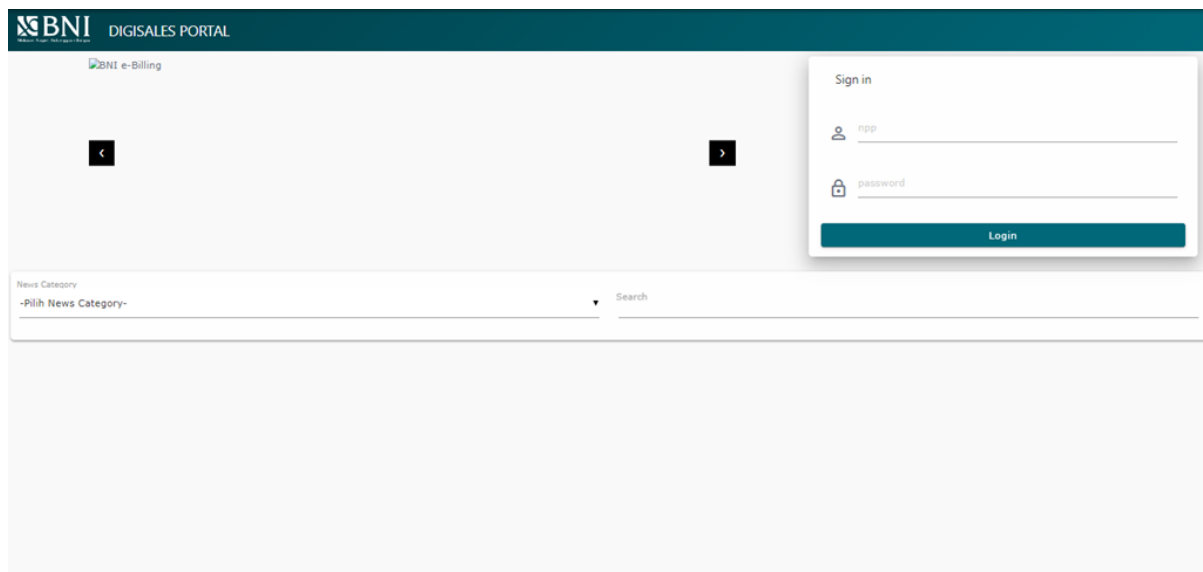 BNI
DIGISALES PORTAL
BNI e-Billing
Sign in
npp
password
Login
News Category
-Pilih News Category-
Search